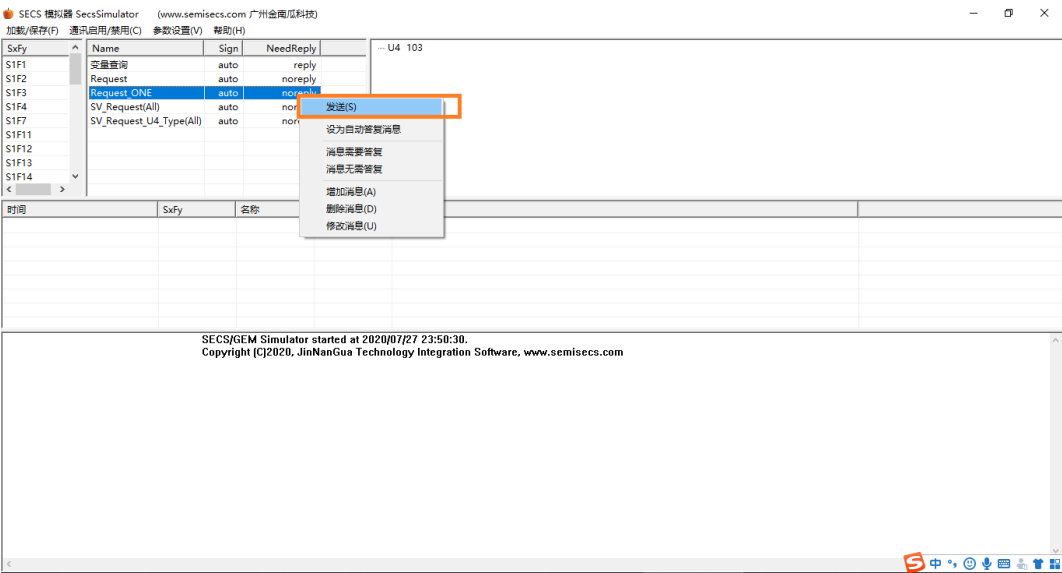 SECS 模拟器 SecsSimulator (www.semisecs.com 广州金南瓜科技)
加载/保存(F) 通讯启用/禁用(C) 参数设置(V) 帮助(H)
SxFy Name Sign NeedReply U4 103
S1F1 变量查询 auto reply
S1F2 Request auto noreply
S1F3 Request_ONE auto noreply
S1F4 SV_Request(All) auto 发送(S)
S1F7 SV_Request_U4_Type(All) auto
设为自动答复消息
S1F11
S1F12 消息需要答复
S1F13 消息无需答复
S1F14
增加消息(A)
时间 SxFy 名称 删除消息(D)
修改消息(U)
SECS/GEM Simulator started at 2020/07/27 23:50:30.
Copyright (C)2020, JinNanGua Technology Integration Software, www.semisecs.com
中